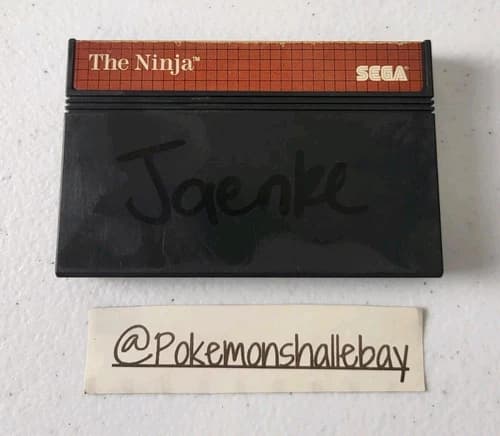 The Ninja™
SEGA®
Jaenke
@Pokemonshallebay